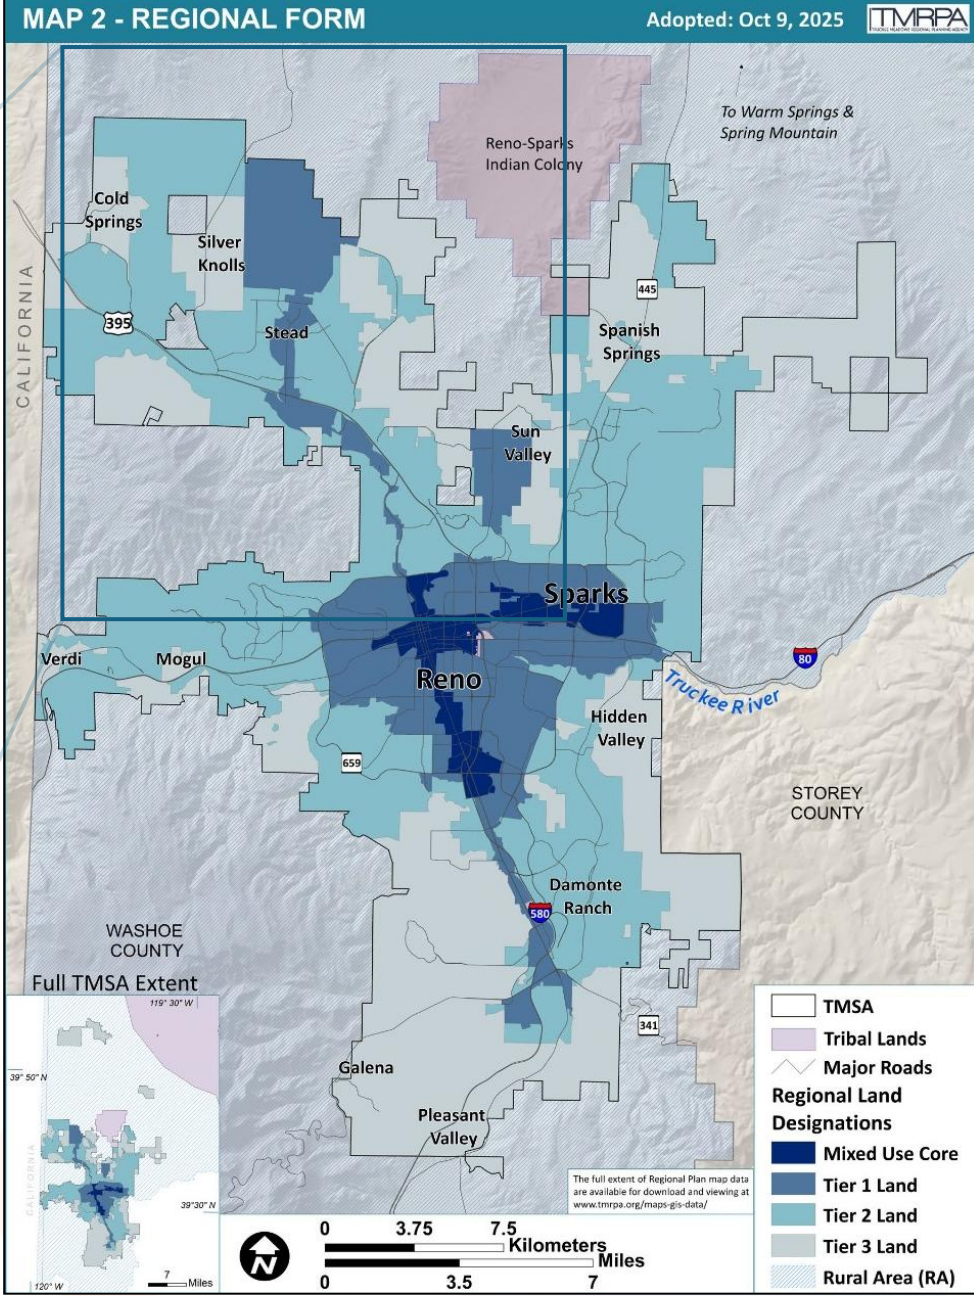 MAP 2 - REGIONAL FORM
Adopted: Oct 9, 2025
TMRPA
TRUCKEE MEADOWS REGIONAL PLANNING AGENCY
To Warm Springs &
Spring Mountain
Reno-Sparks
Indian Colony
Cold
Springs
Silver
Knolls
CALIFORNIA
395
Stead
445
Spanish
Springs
Sun
Valley
Sparks
Verdi
Mogul
Reno
80
Truckee River
Hidden
Valley
659
STOREY
COUNTY
Damonte
Ranch
580
WASHOE
COUNTY
341
Galena
Pleasant
Valley
Full TMSA Extent
119° 30" W
39° 50" N
CALIFORNIA
39°30" N
120° W
7
Miles
0 3.75 7.5
Kilometers
Miles
0 3.5 7
The full extent of Regional Plan map data
are available for download and viewing at
www.tmrpa.org/maps-gis-data/
TMSA
Tribal Lands
Major Roads
Regional Land
Designations
Mixed Use Core
Tier 1 Land
Tier 2 Land
Tier 3 Land
Rural Area (RA)